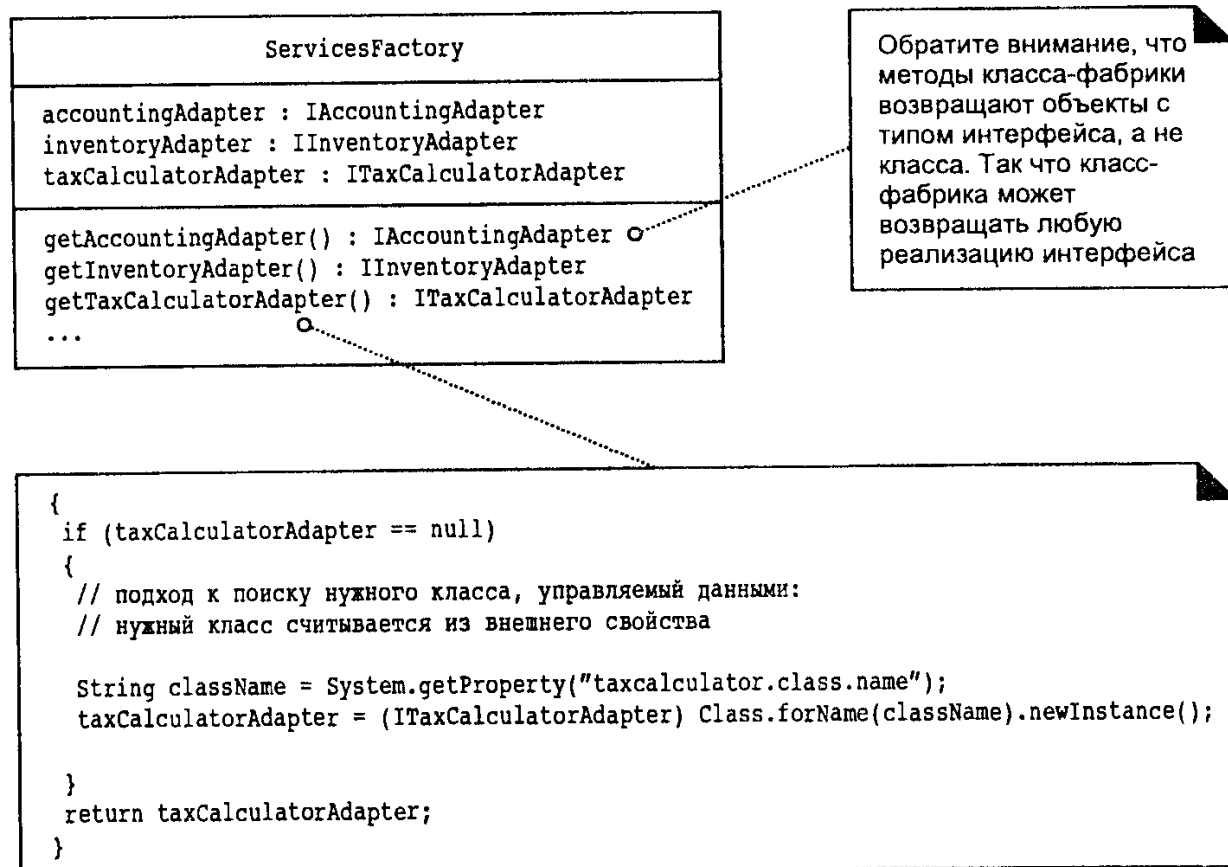 ServicesFactory
accountingAdapter : IAccountingAdapter
inventoryAdapter : IInventoryAdapter
taxCalculatorAdapter : ITaxCalculatorAdapter
getAccountingAdapter() : IAccountingAdapter
getInventoryAdapter() : IInventoryAdapter
getTaxCalculatorAdapter() : ITaxCalculatorAdapter
...
Обратите внимание, что
методы класса-фабрики
возвращают объекты с
типом интерфейса, а не
класса. Так что класс-
фабрика может
возвращать любую
реализацию интерфейса
{
if (taxCalculatorAdapter == null)
{
// подход к поиску нужного класса, управляемый данными:
// нужный класс считывается из внешнего свойства
String className = System.getProperty("taxcalculator.class.name");
taxCalculatorAdapter = (ITaxCalculatorAdapter) Class.forName(className).newInstance();
}
return taxCalculatorAdapter;
}